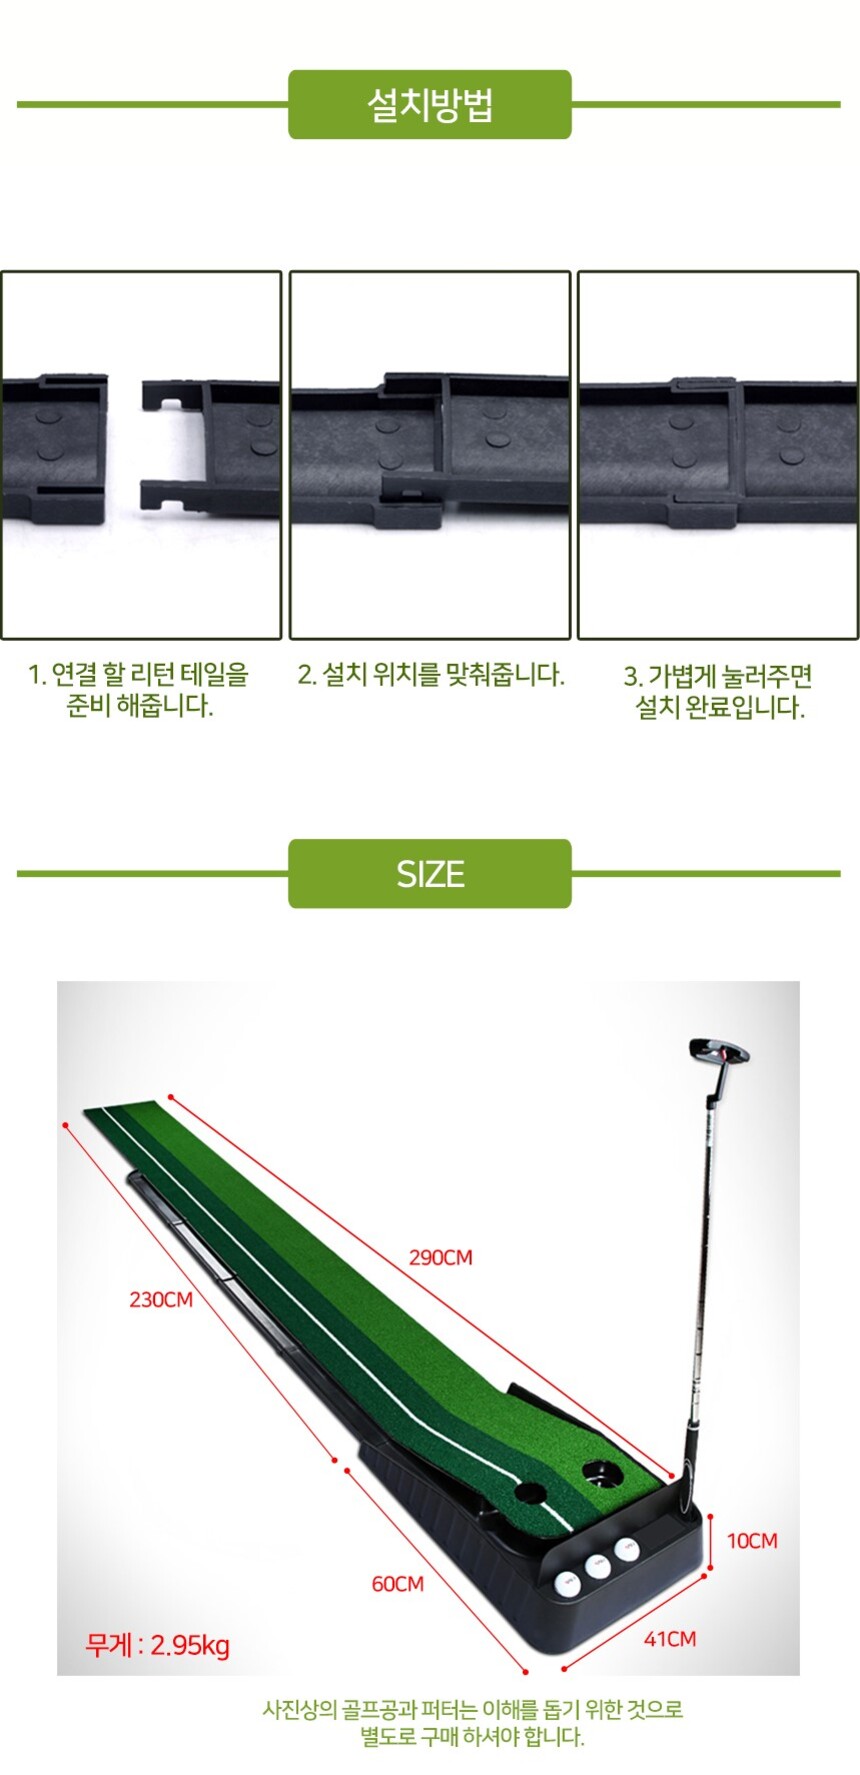 설치방법
1. 연결 할 리턴 테일을
준비 해줍니다.
2. 설치 위치를 맞춰줍니다.
3. 가볍게 눌러주면
설치 완료입니다.
SIZE
290CM
230CM
10CM
60CM
41CM
무게 : 2.95kg
사진상의 골프공과 퍼터는 이해를 돕기 위한 것으로
별도로 구매 하셔야 합니다.